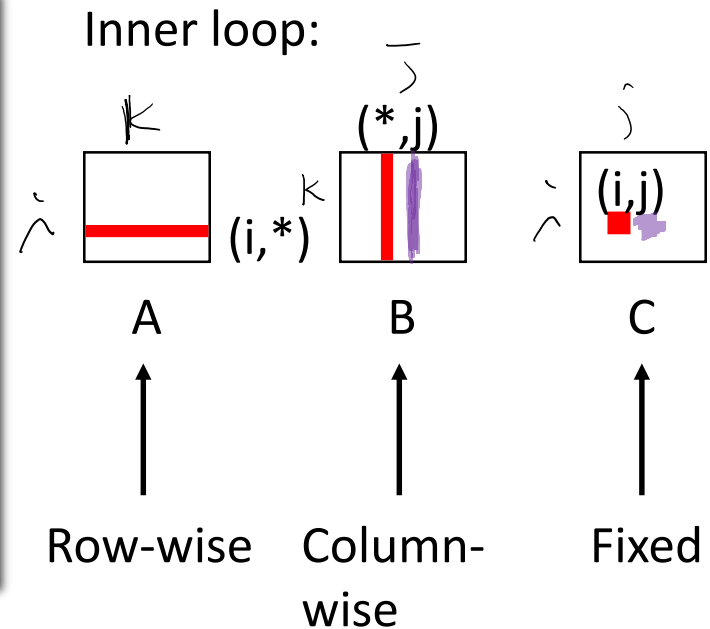 Inner loop:
j
k
(*,j)
j
i
(i,*)
k
i
(i,j)
A
B
C
Row-wise
Column-
wise
Fixed